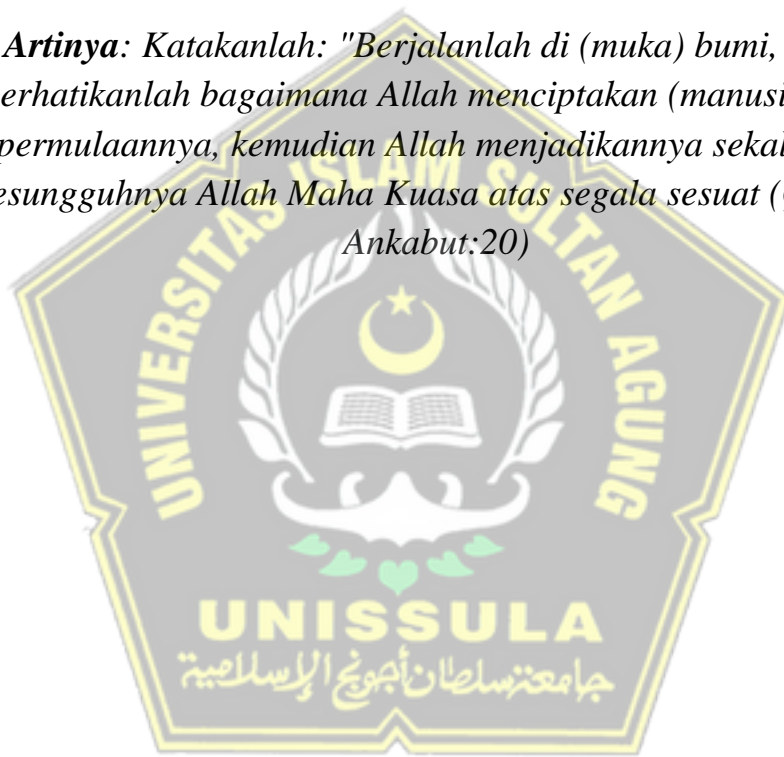 Artinya: Katakanlah: "Berjalanlah di (muka) bumi,
erhatikanlah bagaimana Allah menciptakan (manusi
permulaannya, kemudian Allah menjadikannya sekal
esungguhnya Allah Maha Kuasa atas segala sesuat (
Ankabut:20)
UNIVERSITAS ISLAM SULTAN AGUNG
UNISSULA
جامعة سلطان أجونج الإسلامية